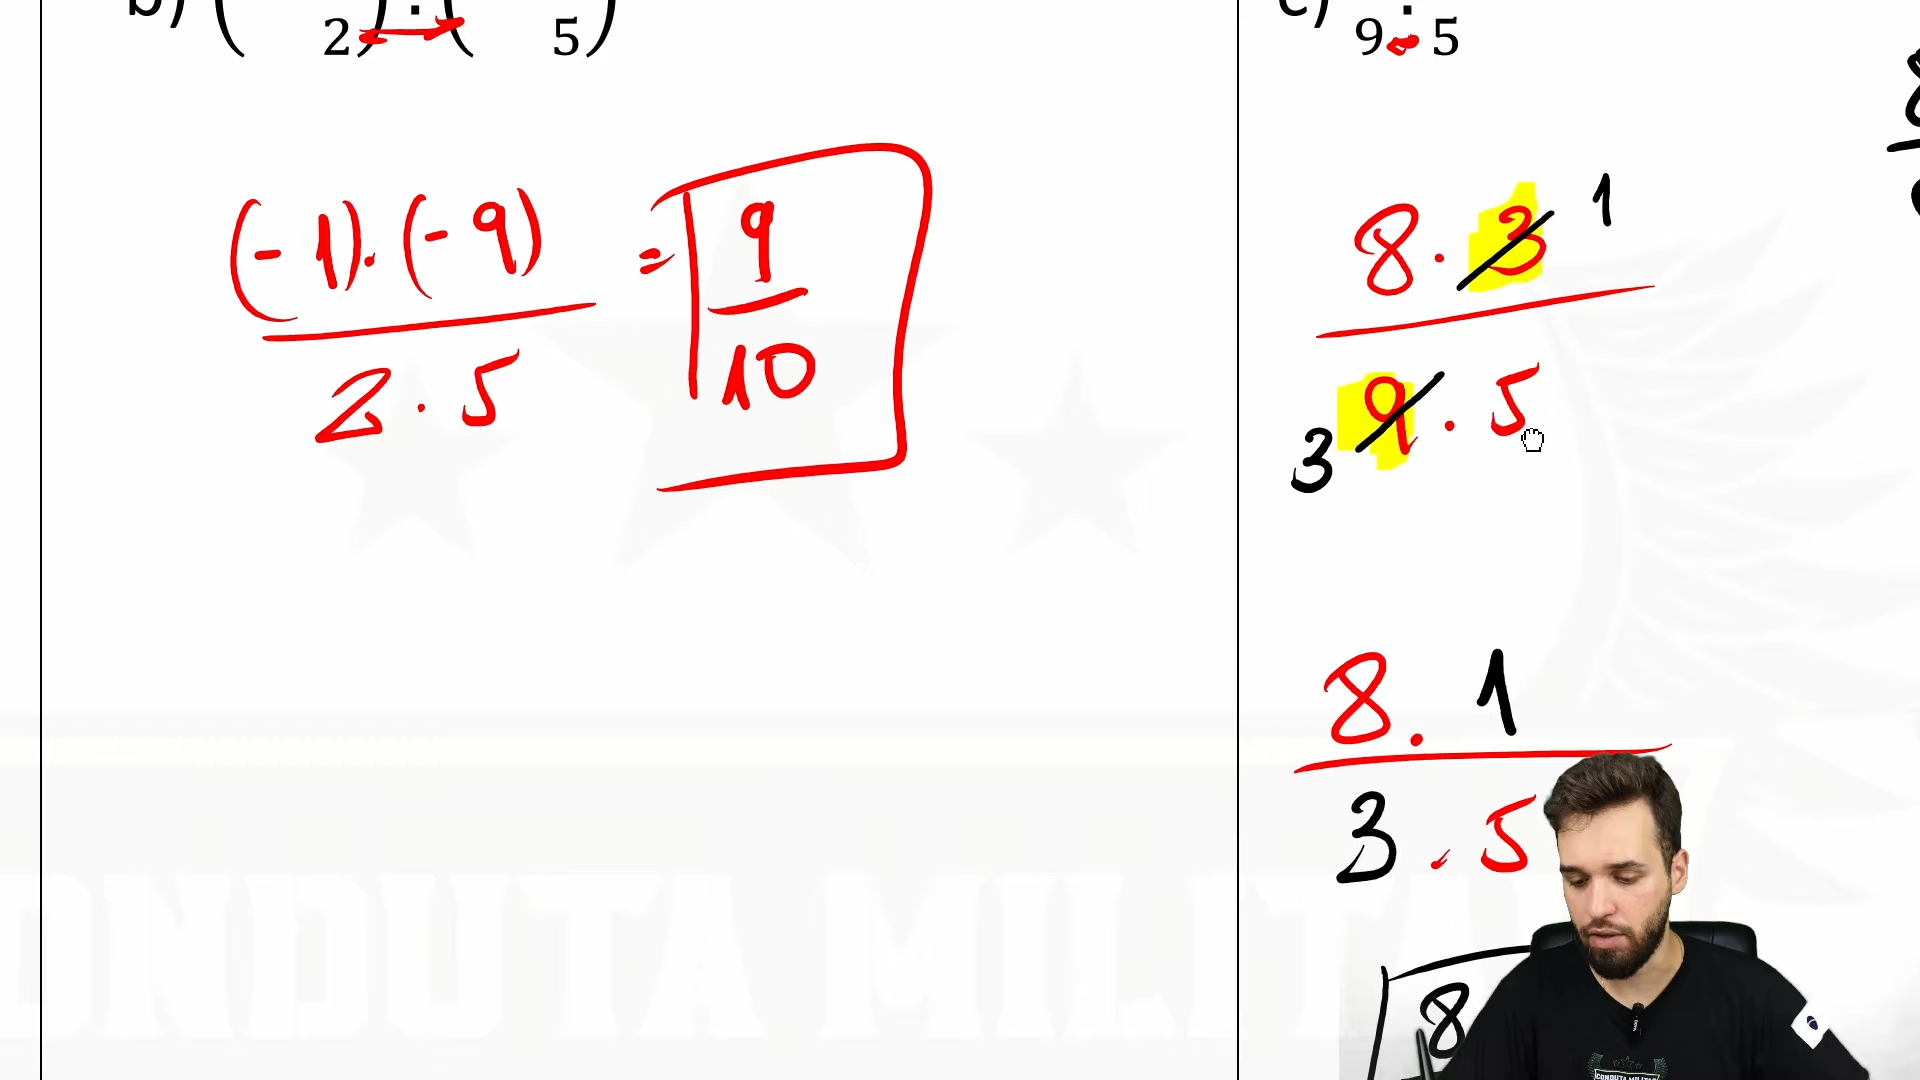 b) ( 2) : ( 5)
c) 9 : 5
(-1).(-9) = 9
2 . 5 10
8 . 3 1
3 9 . 5
8 . 1
3 . 5
8
CONDUTA MILITAR